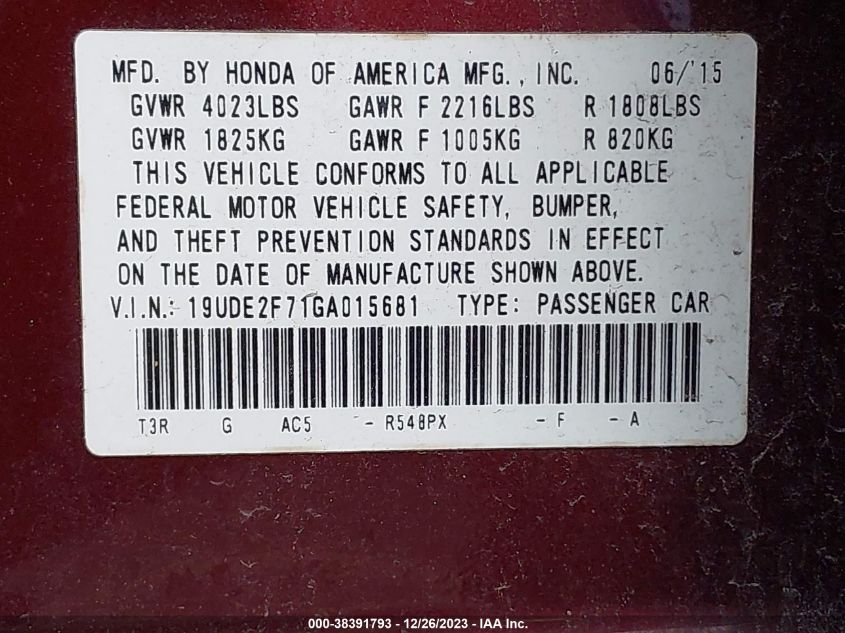 MFD. BY HONDA OF AMERICA MFG., INC. 06/'15
GVWR 4023LBS GAWR F 2216LBS R 1808LBS
GVWR 1825KG GAWR F 1005KG R 820KG
THIS VEHICLE CONFORMS TO ALL APPLICABLE
FEDERAL MOTOR VEHICLE SAFETY, BUMPER,
AND THEFT PREVENTION STANDARDS IN EFFECT
ON THE DATE OF MANUFACTURE SHOWN ABOVE.
V.I.N.: 19UDE2F71GA015681 TYPE: PASSENGER CAR
T3R G AC5 - R548PX - F - A
000-38391793 - 12/26/2023 - IAA Inc.